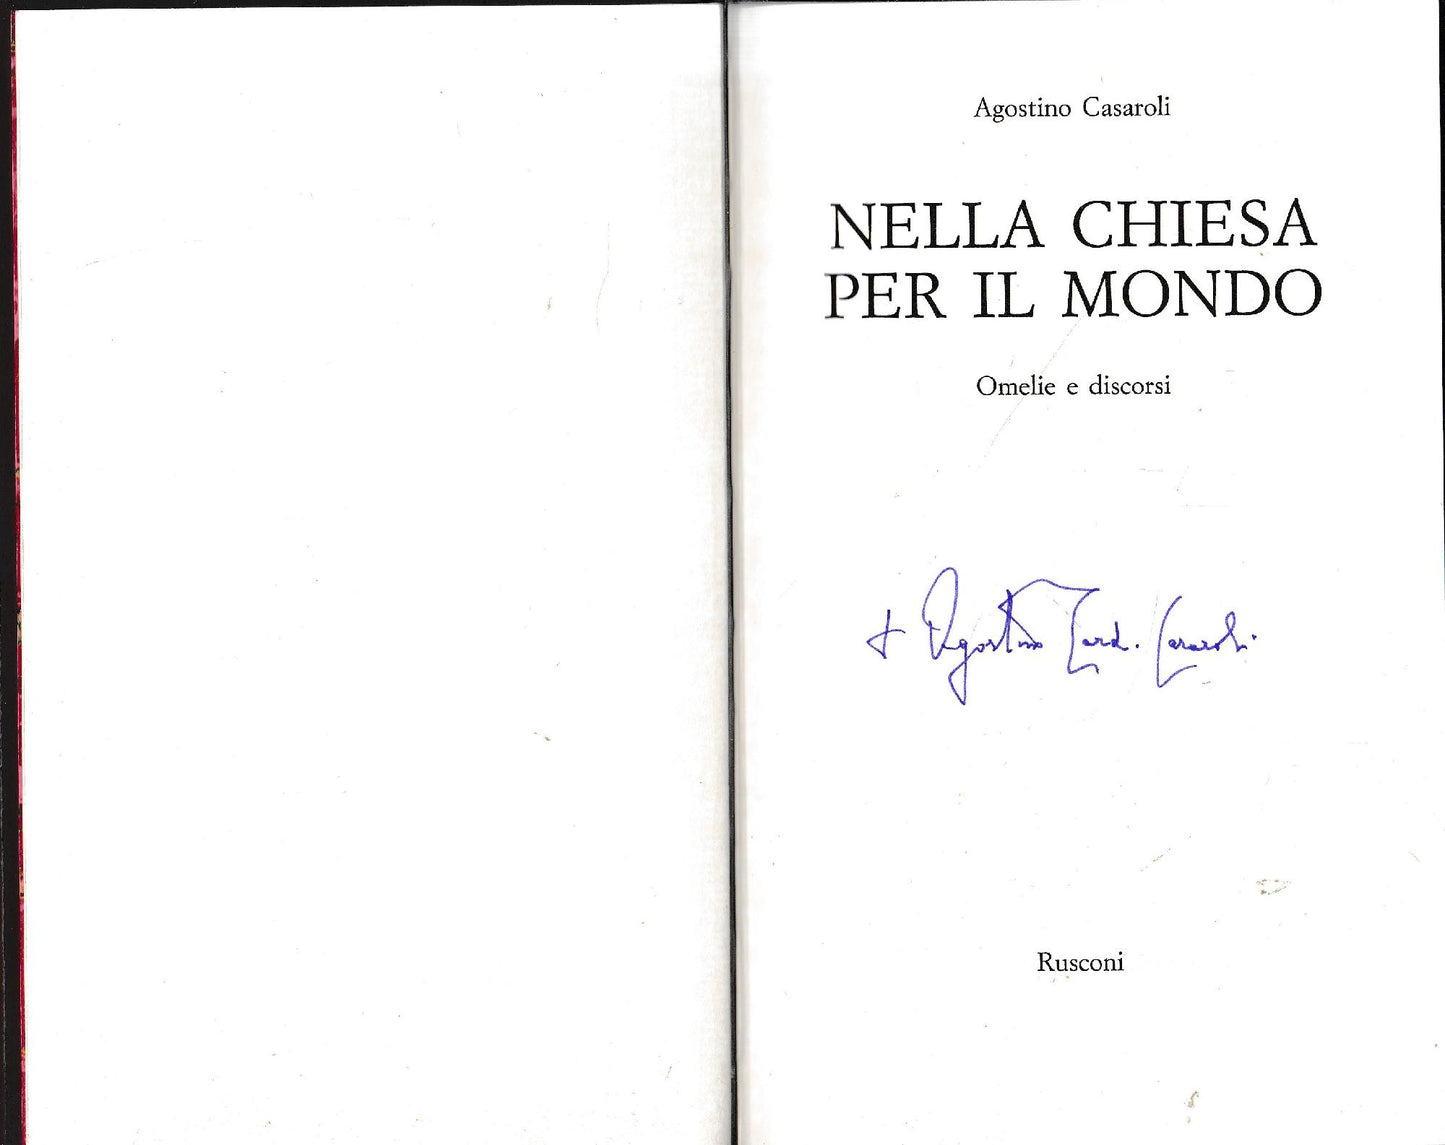 Agostino Casaroli
NELLA CHIESA
PER IL MONDO
Omelie e discorsi
+ Agostino Card. Casaroli
Rusconi